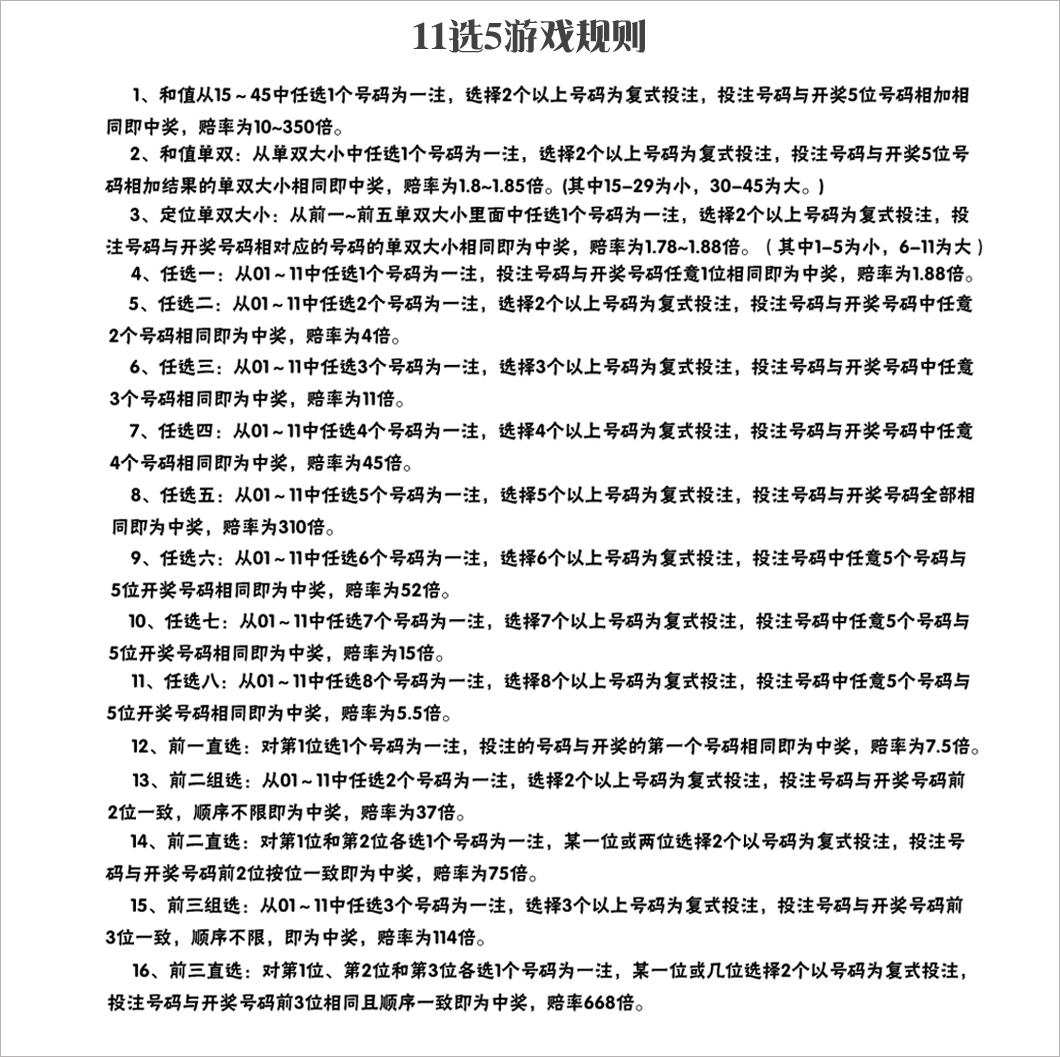 11选5游戏规则
1、和值从15～45中任选1个号码为一注，选择2个以上号码为复式投注，投注号码与开奖5位号码相加相
同即中奖，赔率为10~350倍。
2、和值单双：从单双大小中任选1个号码为一注，选择2个以上号码为复式投注，投注号码与开奖5位号
码相加结果的单双大小相同即中奖，赔率为1.8~1.85倍。(其中15-29为小，30-45为大。)
3、定位单双大小：从前一~前五单双大小里面中任选1个号码为一注，选择2个以上号码为复式投注，投
注号码与开奖号码相对应的号码的单双大小相同即为中奖，赔率为1.78~1.88倍。（其中1-5为小，6-11为大）
4、任选一：从01～11中任选1个号码为一注，投注号码与开奖号码任意1位相同即为中奖，赔率为1.88倍。
5、任选二：从01～11中任选2个号码为一注，选择2个以上号码为复式投注，投注号码与开奖号码中任意
2个号码相同即为中奖，赔率为4倍。
6、任选三：从01～11中任选3个号码为一注，选择3个以上号码为复式投注，投注号码与开奖号码中任意
3个号码相同即为中奖，赔率为11倍。
7、任选四：从01～11中任选4个号码为一注，选择4个以上号码为复式投注，投注号码与开奖号码中任意
4个号码相同即为中奖，赔率为45倍。
8、任选五：从01～11中任选5个号码为一注，选择5个以上号码为复式投注，投注号码与开奖号码全部相
同即为中奖，赔率为310倍。
9、任选六：从01～11中任选6个号码为一注，选择6个以上号码为复式投注，投注号码中任意5个号码与
5位开奖号码相同即为中奖，赔率为52倍。
10、任选七：从01～11中任选7个号码为一注，选择7个以上号码为复式投注，投注号码中任意5个号码与
5位开奖号码相同即为中奖，赔率为15倍。
11、任选八：从01～11中任选8个号码为一注，选择8个以上号码为复式投注，投注号码中任意5个号码与
5位开奖号码相同即为中奖，赔率为5.5倍。
12、前一直选：对第1位选1个号码为一注，投注的号码与开奖的第一个号码相同即为中奖，赔率为7.5倍。
13、前二组选：从01～11中任选2个号码为一注，选择2个以上号码为复式投注，投注号码与开奖号码前
2位一致，顺序不限即为中奖，赔率为37倍。
14、前二直选：对第1位和第2位各选1个号码为一注，某一位或两位选择2个以号码为复式投注，投注号
码与开奖号码前2位按位一致即为中奖，赔率为75倍。
15、前三组选：从01～11中任选3个号码为一注，选择3个以上号码为复式投注，投注号码与开奖号码前
3位一致，顺序不限，即为中奖，赔率为114倍。
16、前三直选：对第1位、第2位和第3位各选1个号码为一注，某一位或几位选择2个以号码为复式投注，
投注号码与开奖号码前3位相同且顺序一致即为中奖，赔率668倍。